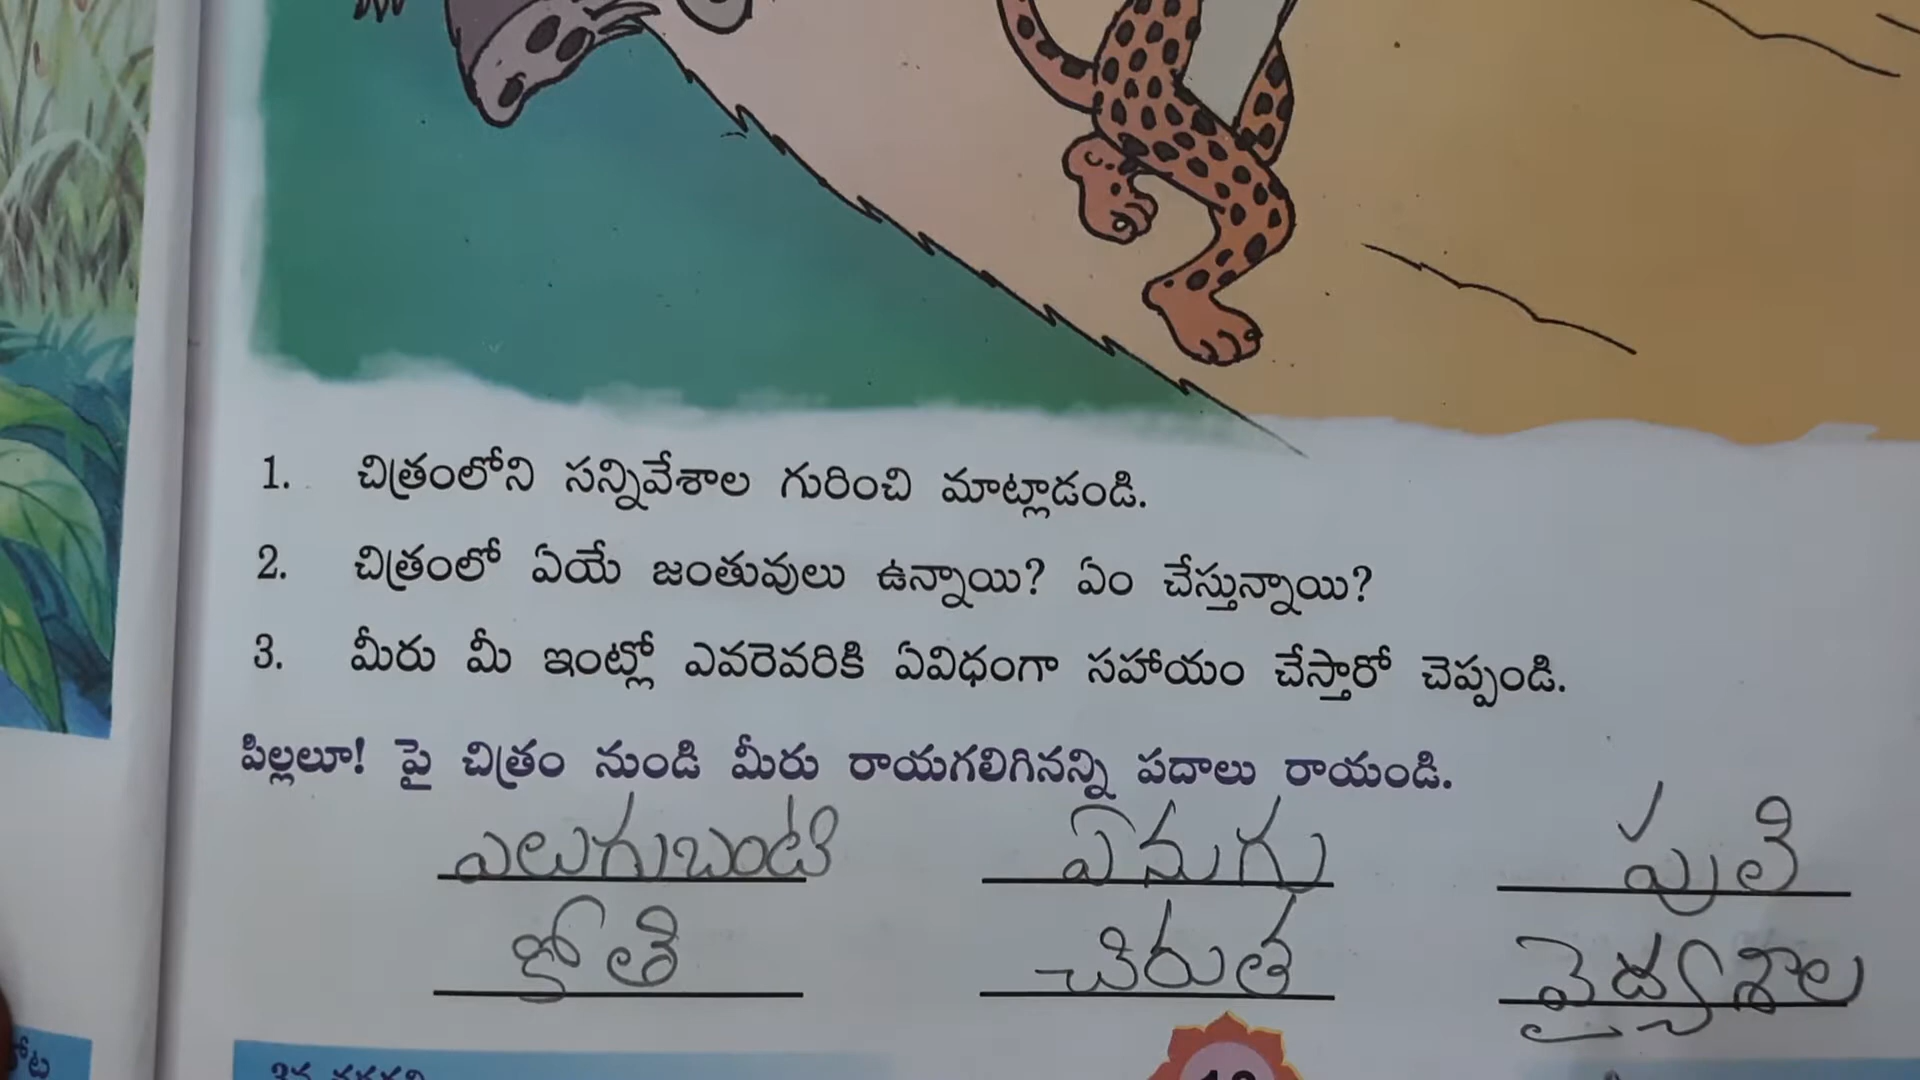 1. చిత్రంలోని సన్నివేశాల గురించి మాట్లాడండి.
2. చిత్రంలో ఏయే జంతువులు ఉన్నాయి? ఏం చేస్తున్నాయి?
3. మీరు మీ ఇంట్లో ఎవరెవరికి ఏవిధంగా సహాయం చేస్తారో చెప్పండి.
పిల్లలూ! పై చిత్రం నుండి మీరు రాయగలిగినన్ని పదాలు రాయండి.
ఎలుగుబంటి ఏనుగు పులి
కోతి చిరుత వైద్యశాల